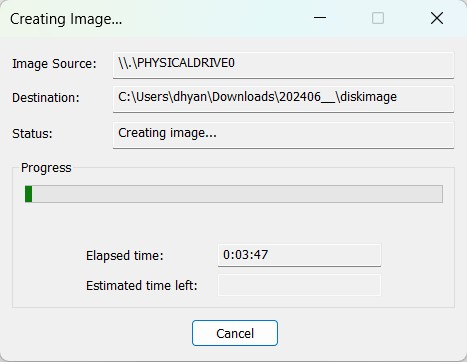 Creating Image...
Image Source: \\.\PHYSICALDRIVE0
Destination: C:\Users\dhyan\Downloads\202406__\diskimage
Status: Creating image...
Progress
Elapsed time: 0:03:47
Estimated time left:
Cancel